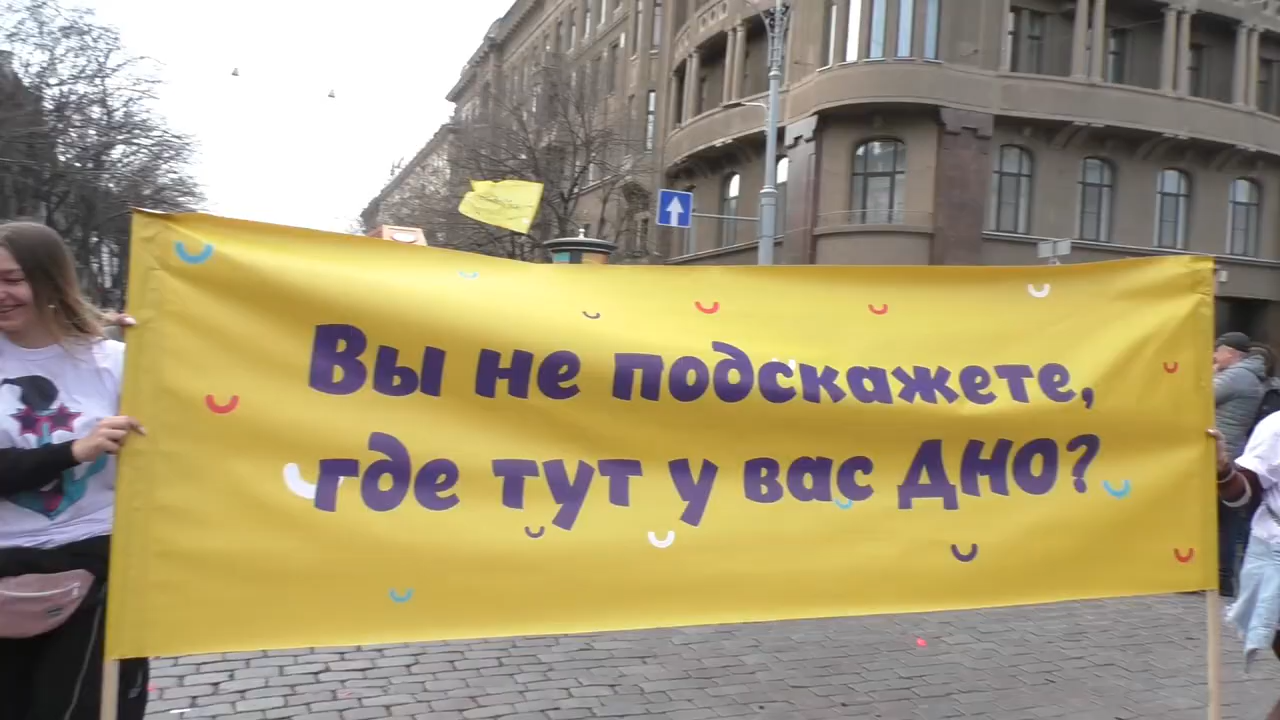 Вы не подскажете,
где тут у вас ДНО?